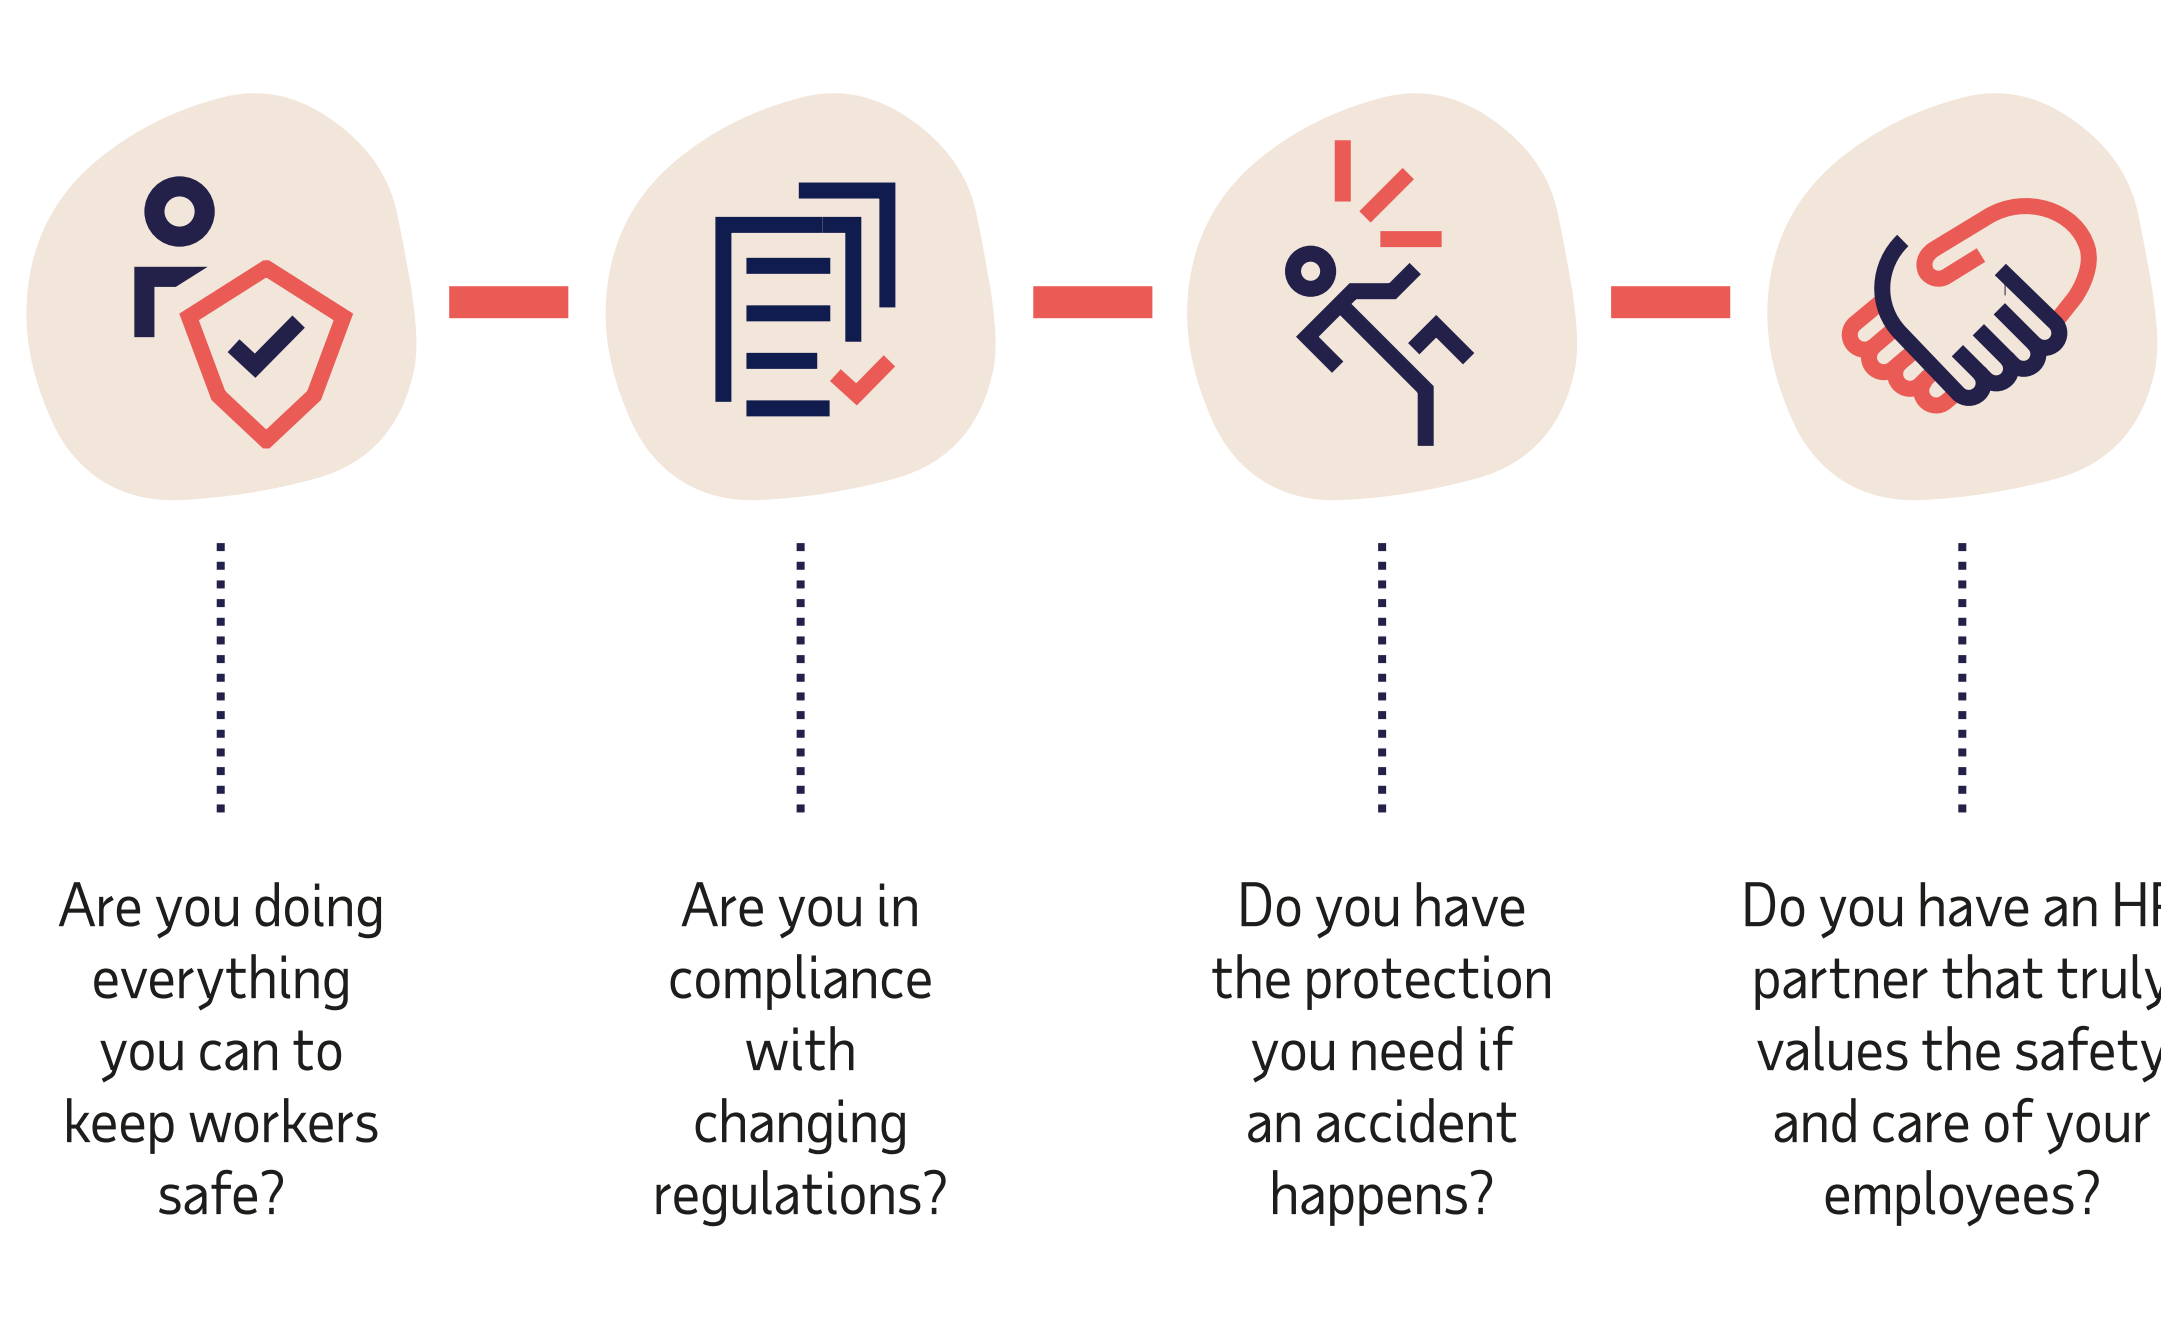 Are you doing
everything
you can to
keep workers
safe?
Are you in
compliance
with
changing
regulations?
Do you have
the protection
you need if
an accident
happens?
Do you have an HR
partner that truly
values the safety
and care of your
employees?